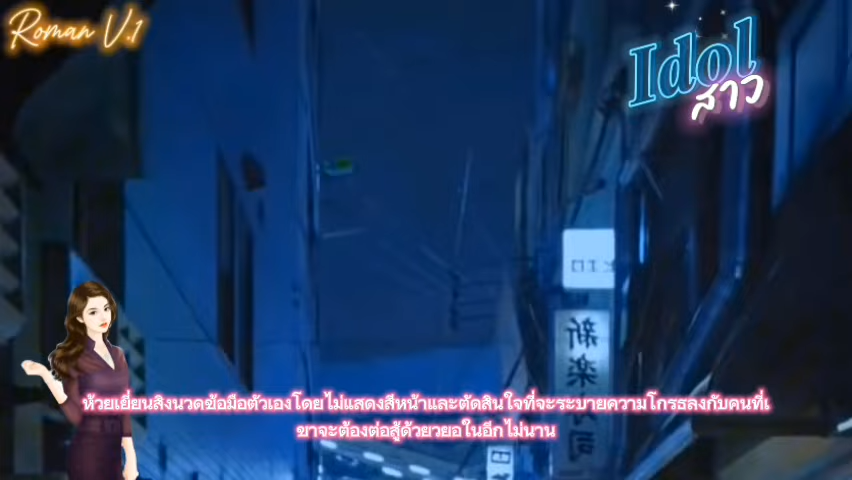 Roman V.1
Idol
สาว
新楽
司
ห้วยเยี่ยนสิงนวดข้อมือตัวเองโดยไม่แสดงสีหน้าและตัดสินใจที่จะระบายความโกรธลงกับคนที่เ
ขาจะต้องต่อสู้ด้วยวยอในอีกไม่นาน